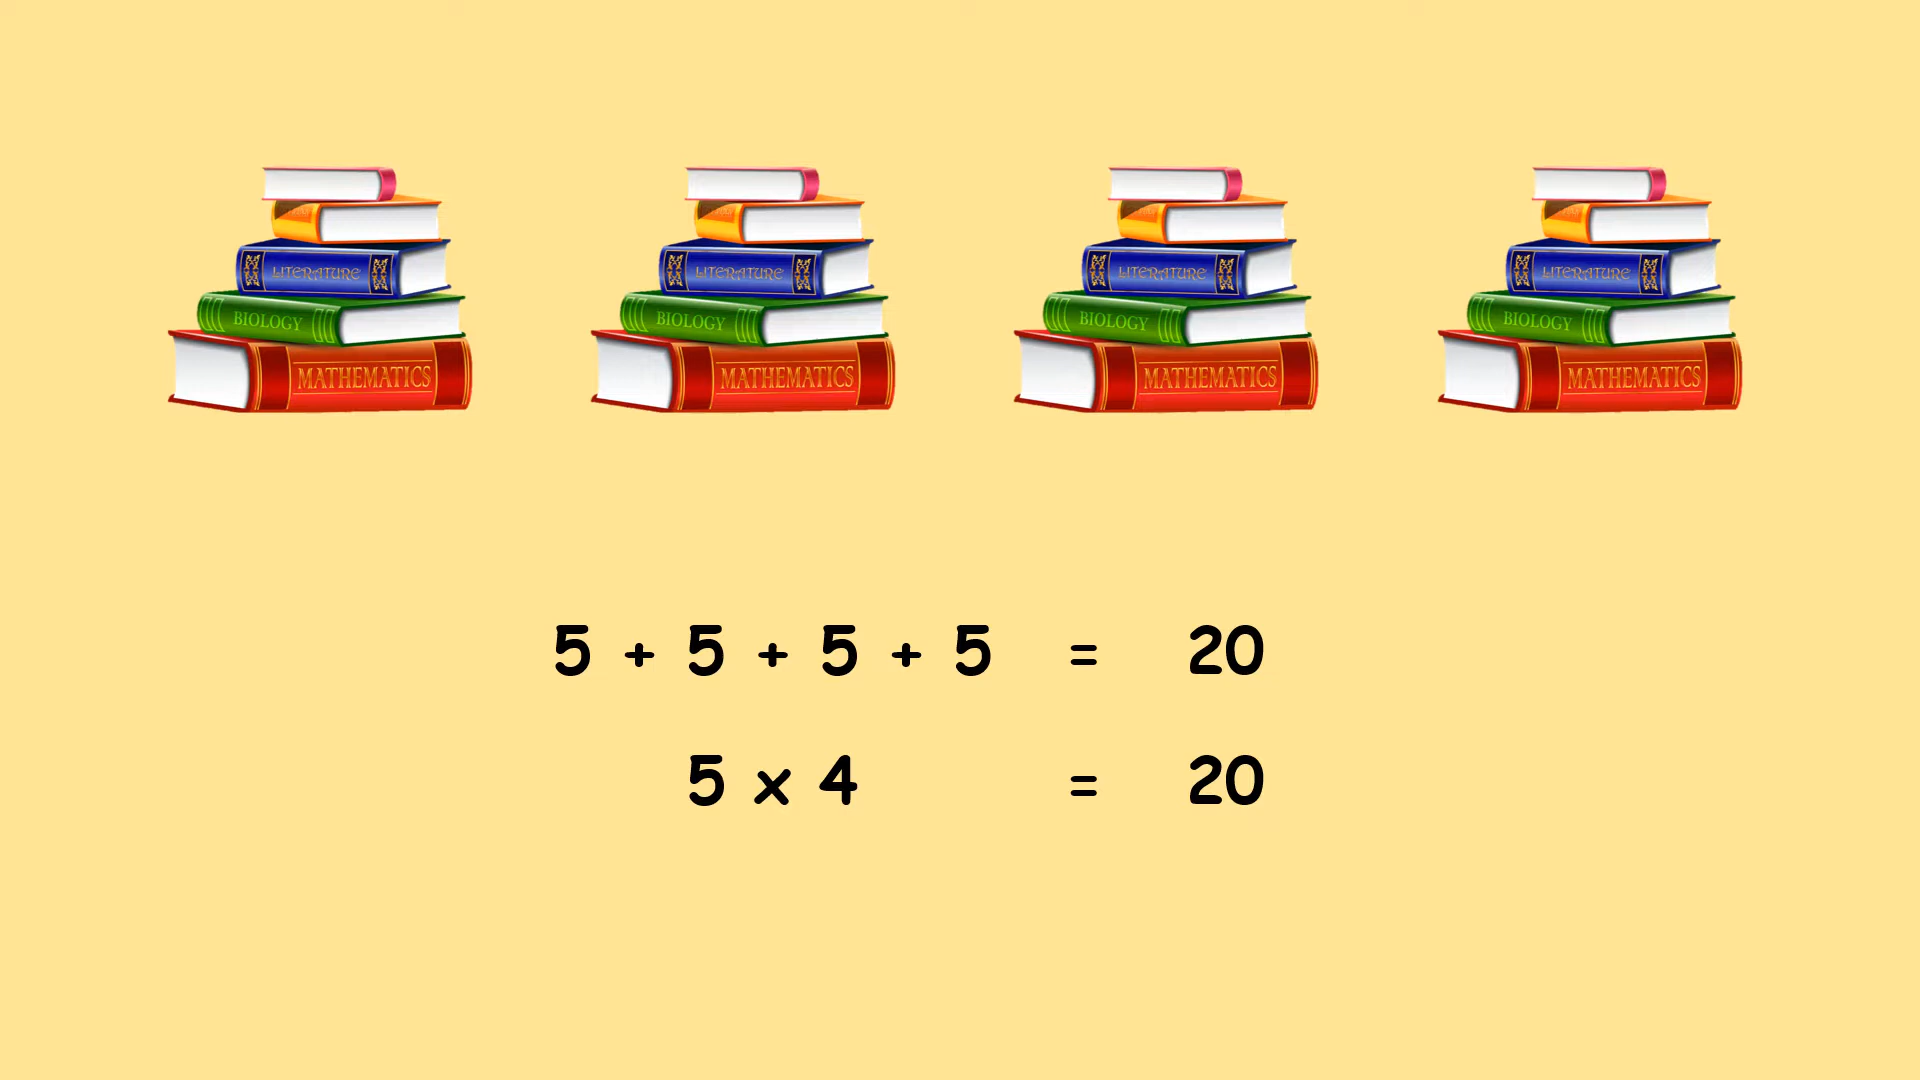 LITERATURE LITERATURE LITERATURE LITERATURE
BIOLOGY BIOLOGY BIOLOGY BIOLOGY
MATHEMATICS MATHEMATICS MATHEMATICS MATHEMATICS
5 + 5 + 5 + 5 = 20
5 x 4 = 20